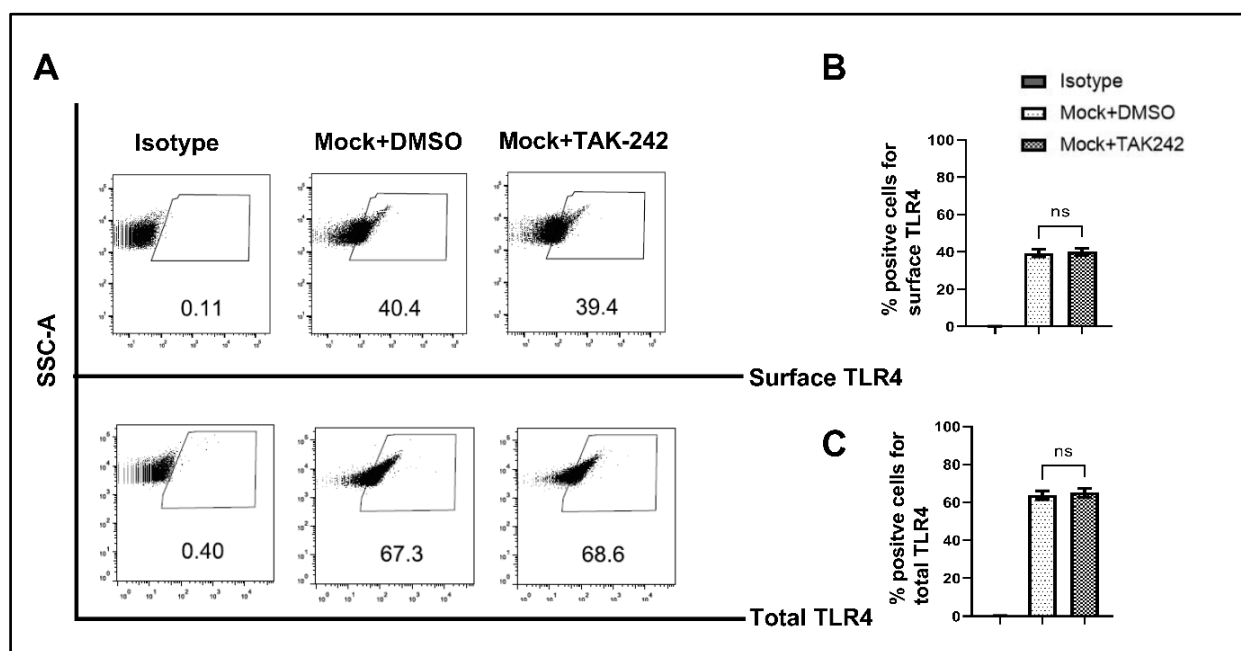 A
B
Isotype
Mock+DMSO
Mock+TAK242
Isotype
Mock+DMSO
Mock+TAK-242
SSC-A
0.11
40.4
39.4
Surface TLR4
% positve cells for
surface TLR4
100
80
60
40
20
0
ns
0.40
67.3
68.6
Total TLR4
C
% positve cells for
total TLR4
100
80
60
40
20
0
ns